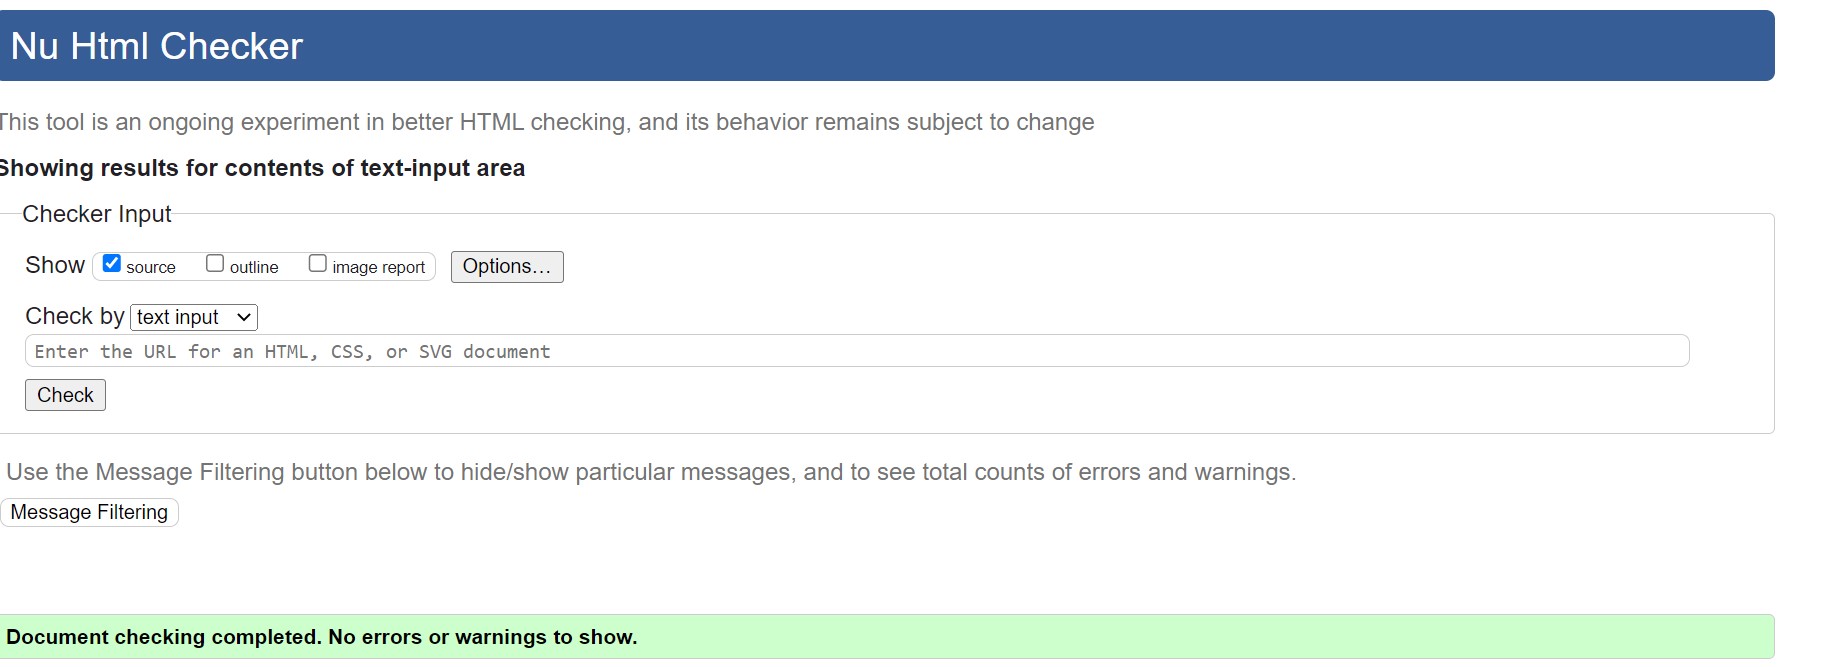 Nu Html Checker
This tool is an ongoing experiment in better HTML checking, and its behavior remains subject to change
Showing results for contents of text-input area
Checker Input
Show source outline image report Options...
Check by text input
Enter the URL for an HTML, CSS, or SVG document
Check
Use the Message Filtering button below to hide/show particular messages, and to see total counts of errors and warnings.
Message Filtering
Document checking completed. No errors or warnings to show.